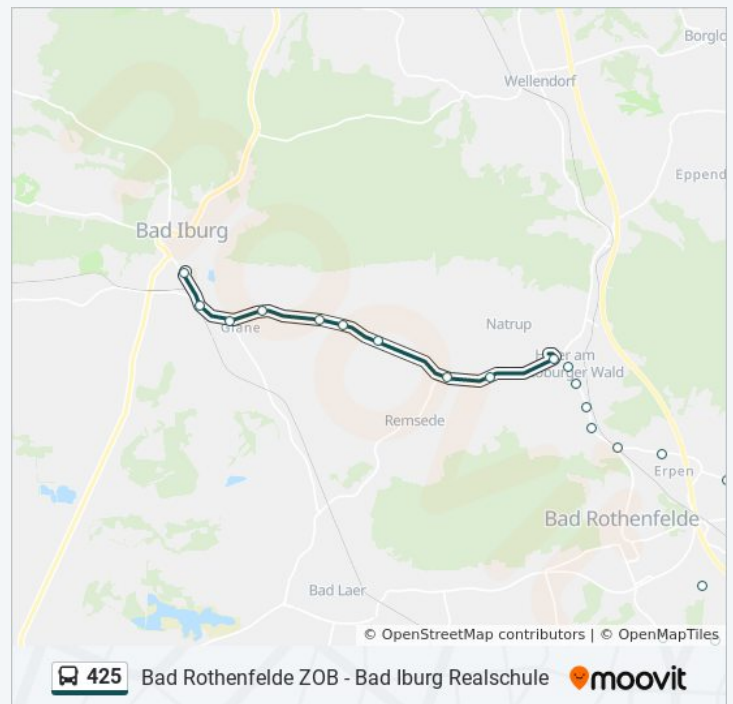 Borglo
Wellendorf
Eppend
Bad Iburg
Natrup
Glane
Hilter am
Teutoburger Wald
Remsede
Erpen
Bad Rothenfelde
Bad Laer
© OpenStreetMap contributors | © OpenMapTiles
425 Bad Rothenfelde ZOB - Bad Iburg Realschule moovit